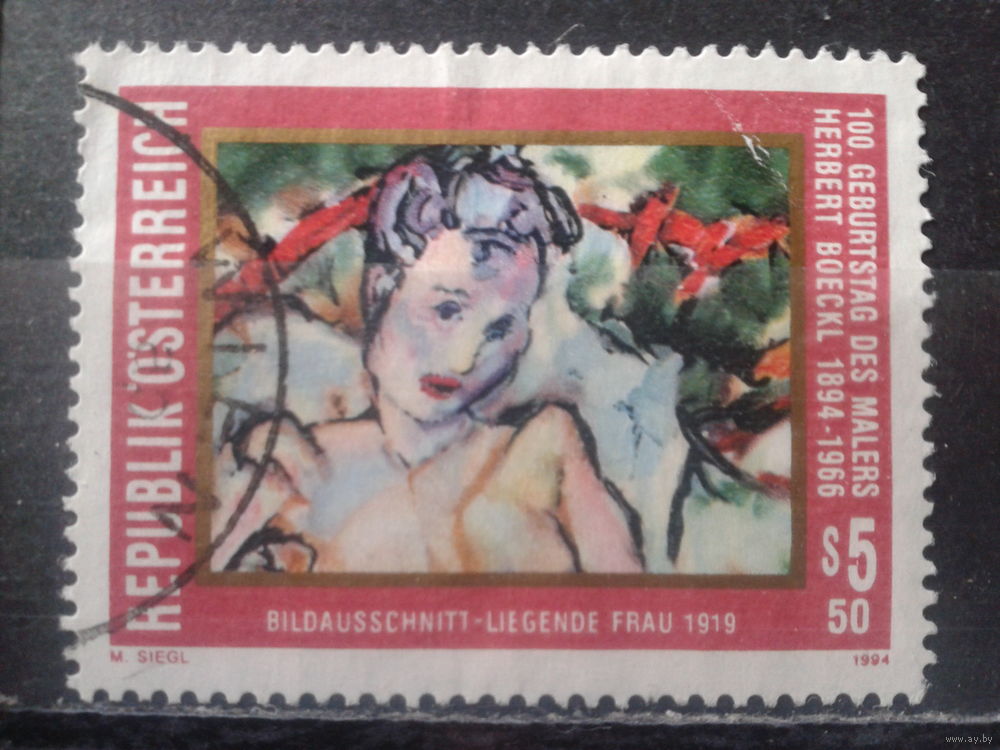 REPUBLIK ÖSTERREICH
100. GEBURTSTAG DES MALERS
HERBERT BOECKL 1894-1966
S 5
50
BILDAUSSCHNITT-LIEGENDE FRAU 1919
M. SIEGL
1994
www.ay.by